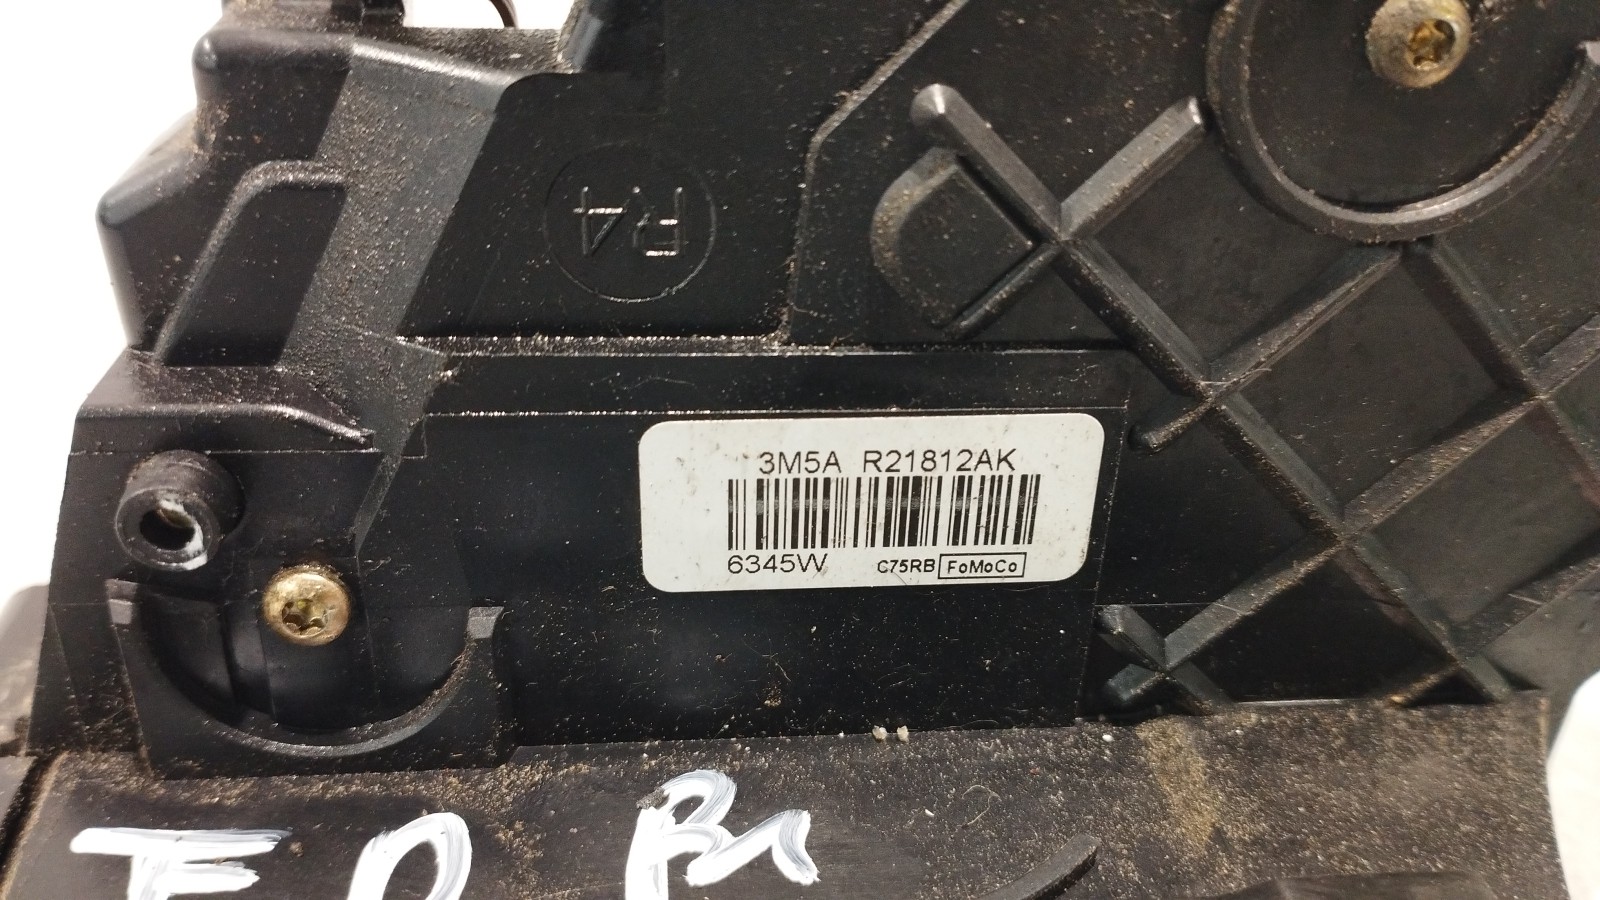 R4
3M5A R21812AK
6345W C75RB FoMoCo